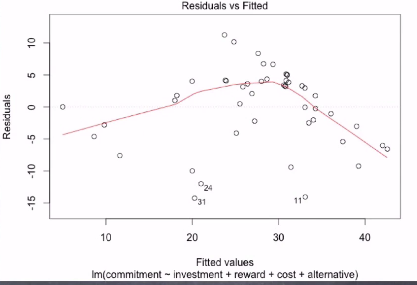 Residuals vs Fitted
Residuals
10
5
0
-5
-10
-15
24
31
11
10 20 30 40
Fitted values
lm(commitment ~ investment + reward + cost + alternative)